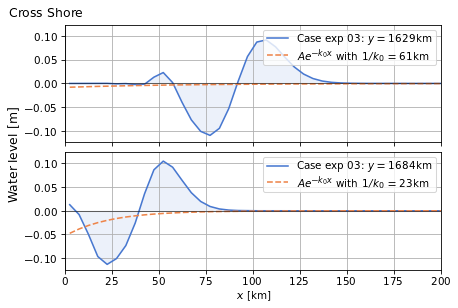 Cross Shore
Water level [m]
0.10
0.05
0.00
−0.05
−0.10
Case exp 03: y = 1629km
Ae^{−k₀x} with 1/k₀ = 61km
0.10
0.05
0.00
−0.05
−0.10
Case exp 03: y = 1684km
Ae^{−k₀x} with 1/k₀ = 23km
0 25 50 75 100 125 150 175 200
x [km]